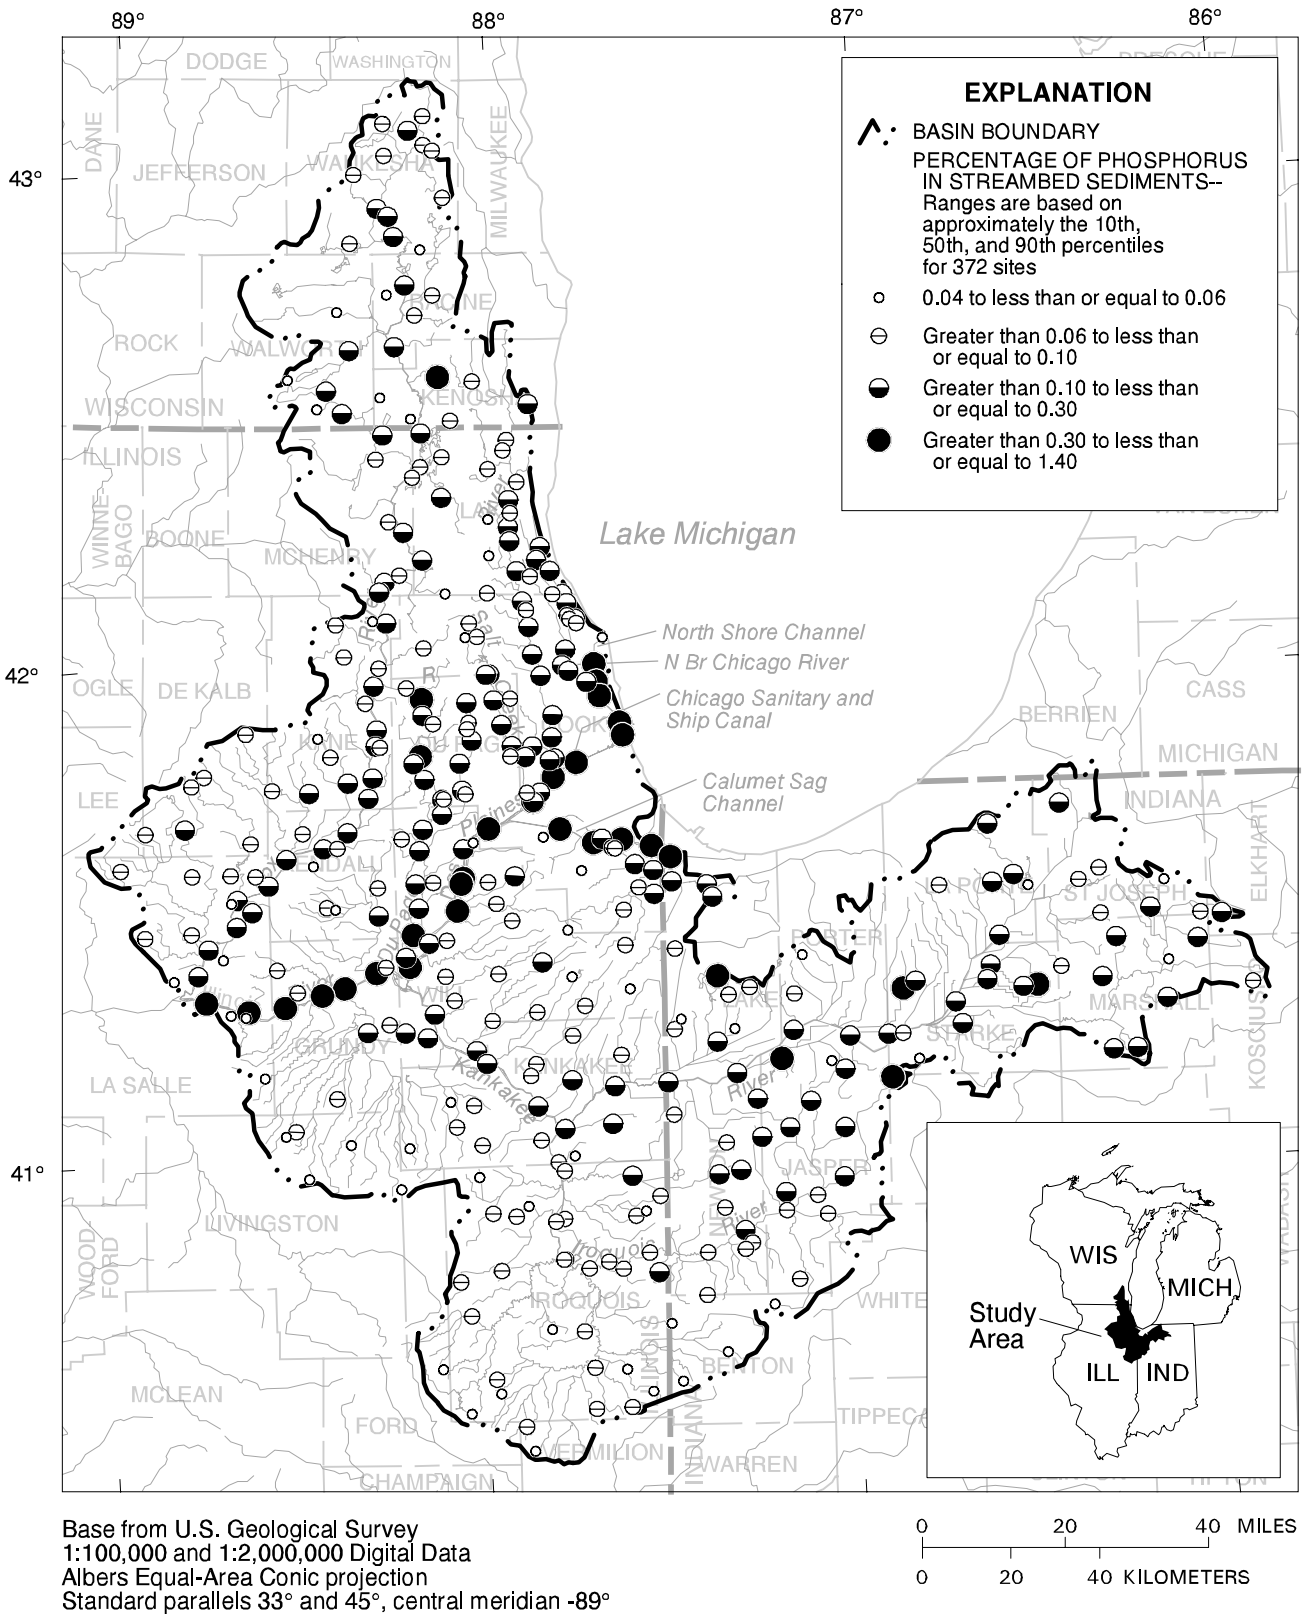 89°
88°
87°
86°
DODGE
WASHINGTON
EXPLANATION
BASIN BOUNDARY
PERCENTAGE OF PHOSPHORUS
IN STREAMBED SEDIMENTS--
Ranges are based on
approximately the 10th,
50th, and 90th percentiles
for 372 sites
0.04 to less than or equal to 0.06
Greater than 0.06 to less than
or equal to 0.10
Greater than 0.10 to less than
or equal to 0.30
Greater than 0.30 to less than
or equal to 1.40
DANE
JEFFERSON
WAUKESHA
MILWAUKEE
43°
RACINE
ROCK
WALWORTH
KENOSH
WISCONSIN
ILLINOIS
WINNE-
BAGO
BOONE
MCHENRY
River
Lake Michigan
North Shore Channel
N Br Chicago River
Chicago Sanitary and
Ship Canal
Calumet Sag
Channel
Salt
42°
OGLE
DE KALB
KANE
CASS
BERRIEN
MICHIGAN
INDIANA
LEE
Plaines
KENDALL
ST JOSEPH
ELKHART
PORTER
LAKE
MARSHALL
STARKE
KOSCIUSKO
WILL
GRUNDY
KANKAKEE
Kankakee
River
LA SALLE
41°
NEWTON
JASPER
River
LIVINGSTON
WOOD
FORD
Iroquois
IROQUOIS
WHITE
ILLINOIS
INDIANA
BENTON
MCLEAN
FORD
TIPPECA
VERMILION
WARREN
CHAMPAIGN
WIS
MICH
Study
Area
ILL
IND
Base from U.S. Geological Survey
1:100,000 and 1:2,000,000 Digital Data
Albers Equal-Area Conic projection
Standard parallels 33° and 45°, central meridian -89°
0 20 40 MILES
0 20 40 KILOMETERS